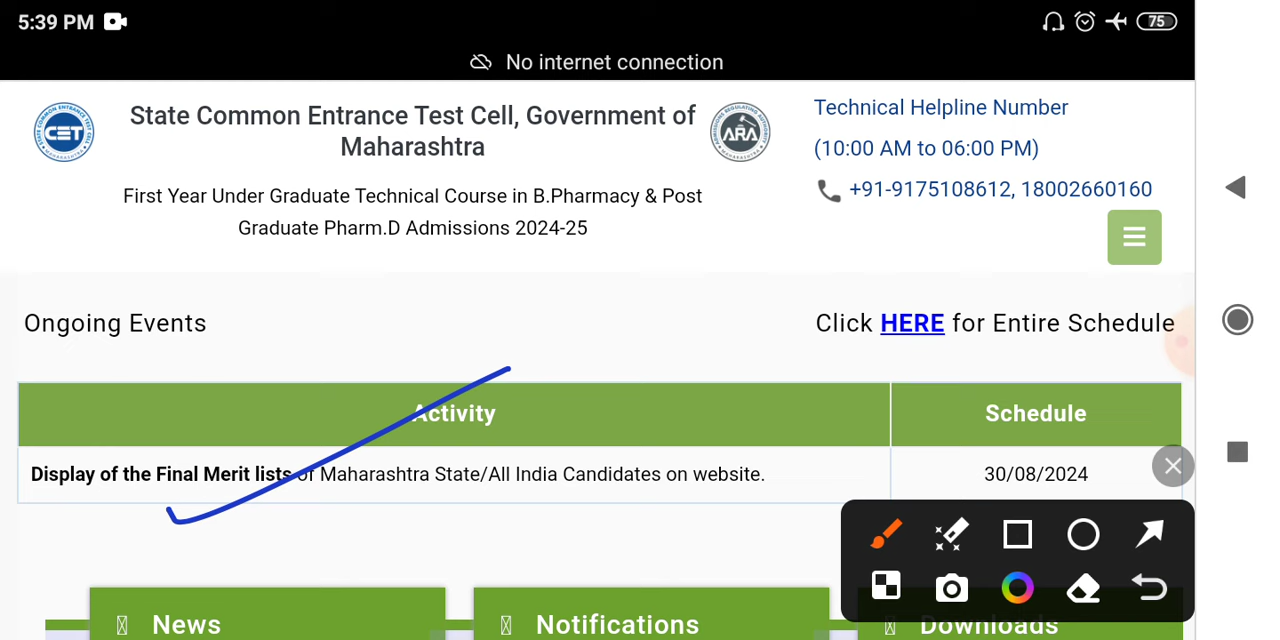 5:39 PM
75
No internet connection
CET
State Common Entrance Test Cell, Government of
Maharashtra
ARA
First Year Under Graduate Technical Course in B.Pharmacy & Post
Graduate Pharm.D Admissions 2024-25
Technical Helpline Number
(10:00 AM to 06:00 PM)
+91-9175108612, 18002660160
Ongoing Events
Click HERE for Entire Schedule
Activity
Schedule
Display of the Final Merit lists of Maharashtra State/All India Candidates on website.
30/08/2024
News
Notifications
Downloads